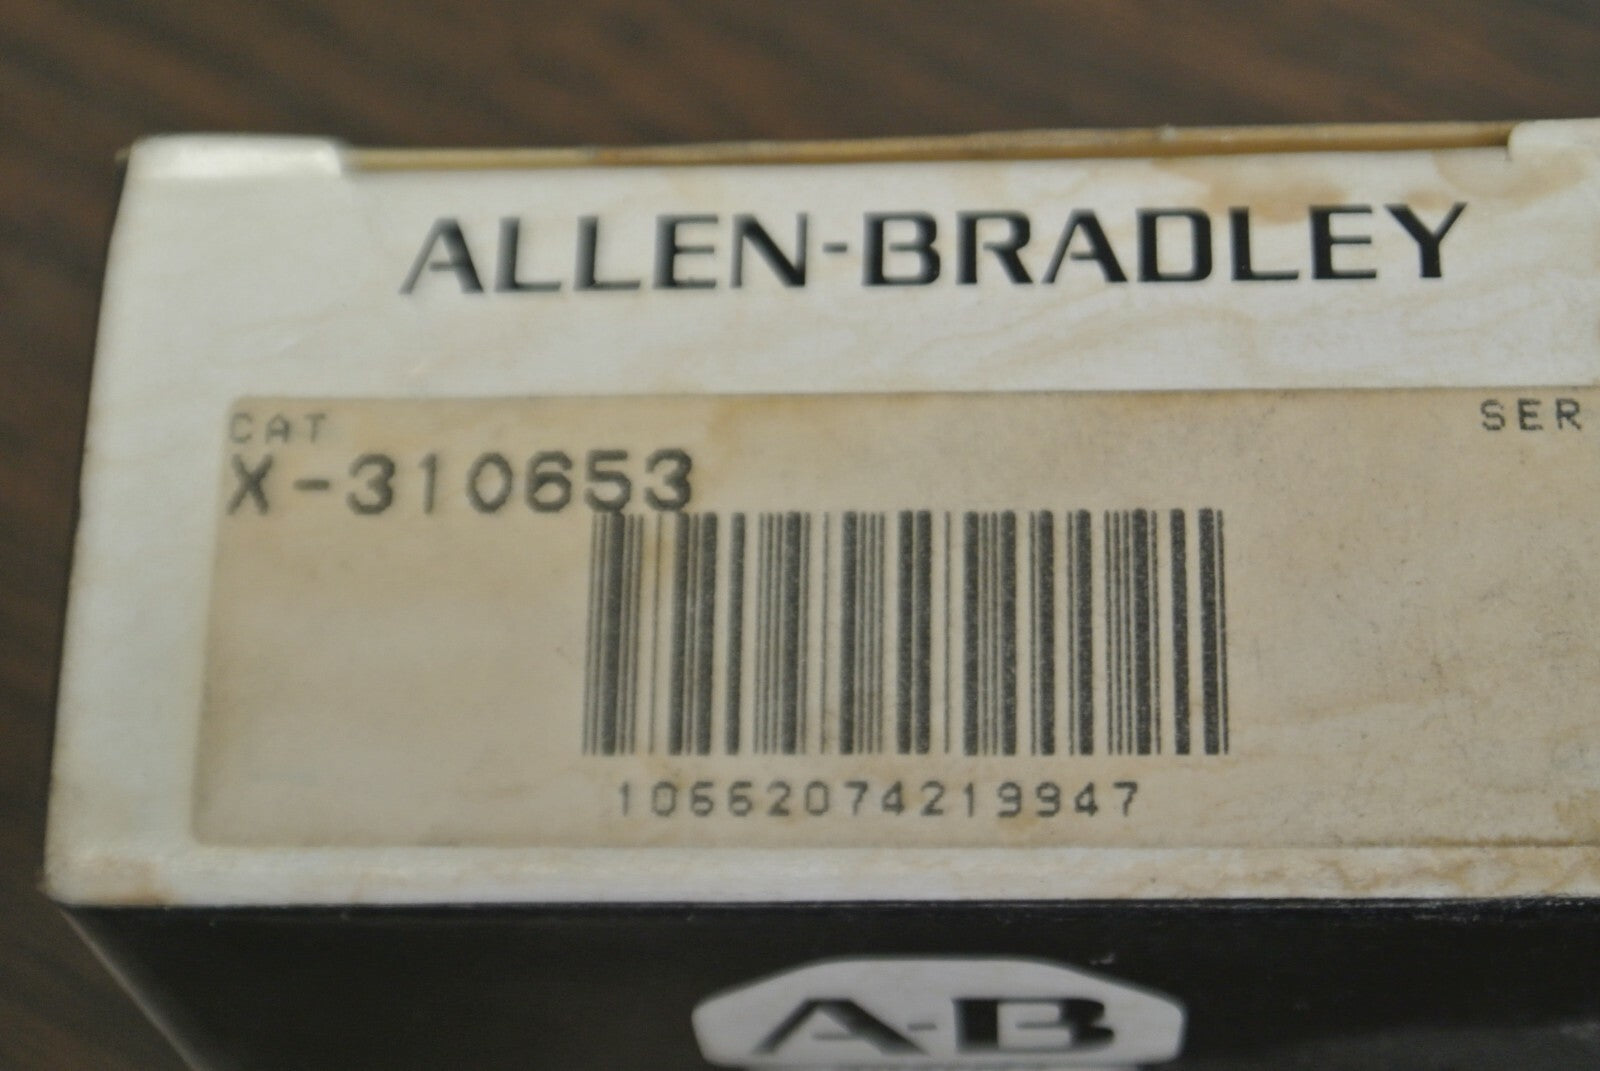 ALLEN-BRADLEY
CAT SER
X-310653
10662074219947
A-B